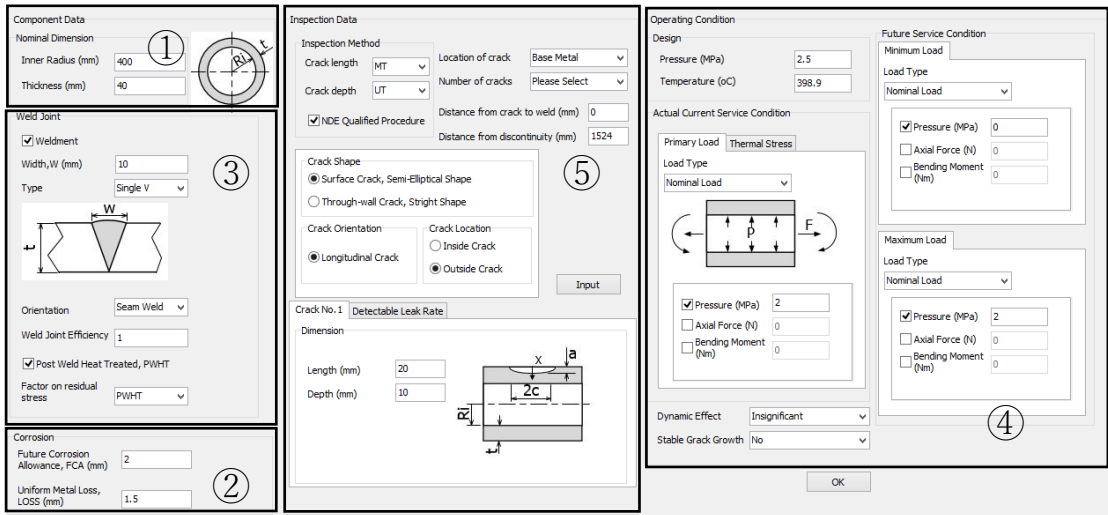 Component Data
Nominal Dimension
Inner Radius (mm) 400
Thickness (mm) 40
①
Ri
t
Weld Joint
Weldment
Width,W (mm) 10
Type Single V
③
W
t
Orientation Seam Weld
Weld Joint Efficiency 1
Post Weld Heat Treated, PWHT
Factor on residual
stress PWHT
Corrosion
Future Corrosion
Allowance, FCA (mm) 2
Uniform Metal Loss,
LOSS (mm) 1.5
②
Inspection Data
Inspection Method
Crack length MT
Crack depth UT
NDE Qualified Procedure
Location of crack Base Metal
Number of cracks Please Select
Distance from crack to weld (mm) 0
Distance from discontinuity (mm) 1524
Crack Shape
Surface Crack, Semi-Elliptical Shape
Through-wall Crack, Stright Shape
⑤
Crack Orientation
Longitudinal Crack
Crack Location
Inside Crack
Outside Crack
Input
Crack No.1 Detectable Leak Rate
Dimension
Length (mm) 20
Depth (mm) 10
X
a
2c
Ri
t
Operating Condition
Design
Pressure (MPa) 2.5
Temperature (oC) 398.9
Actual Current Service Condition
Primary Load Thermal Stress
Load Type
Nominal Load
P
F
Pressure (MPa) 2
Axial Force (N) 0
Bending Moment
(Nm) 0
Dynamic Effect Insignificant
Stable Grack Growth No
Future Service Condition
Minimum Load
Load Type
Nominal Load
Pressure (MPa) 0
Axial Force (N) 0
Bending Moment
(Nm) 0
Maximum Load
Load Type
Nominal Load
Pressure (MPa) 2
Axial Force (N) 0
Bending Moment
(Nm) 0
④
OK